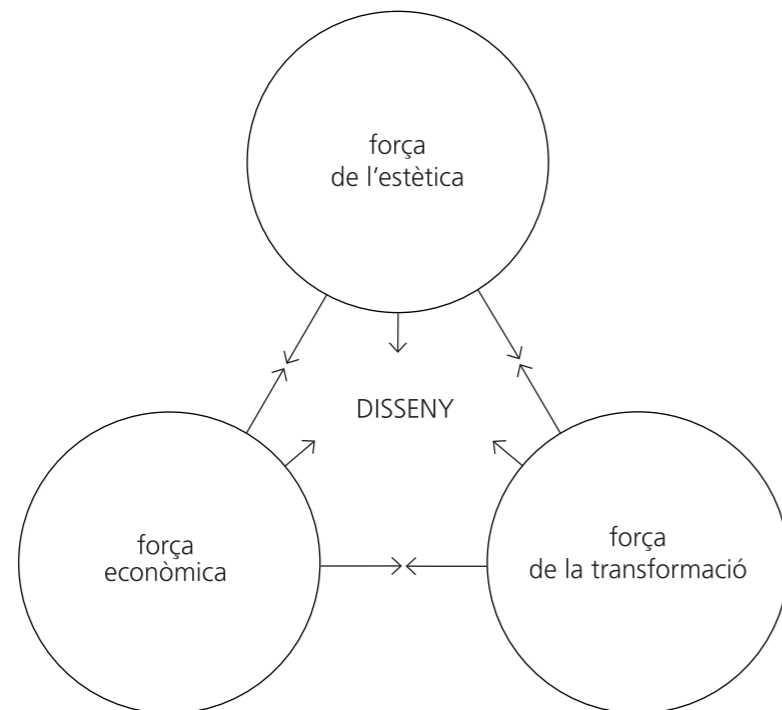 força
de l’estètica
DISSENY
força
econòmica
força
de la transformació